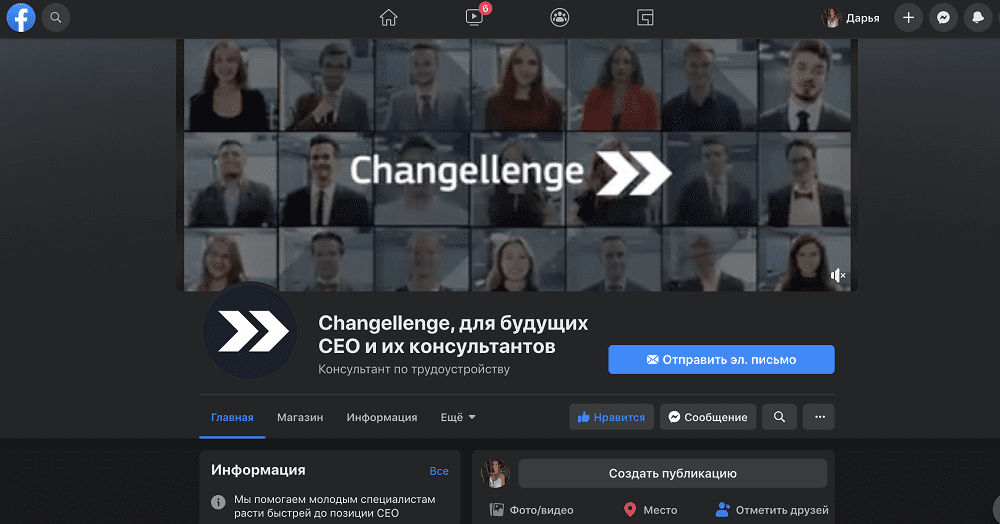 6
Дарья
Changellenge
Changellenge, для будущих
CEO и их консультантов
Консультант по трудоустройству
Отправить эл. письмо
Главная
Магазин
Информация
Ещё
Нравится
Сообщение
Информация
Все
Мы помогаем молодым специалистам
расти быстрей до позиции CEO
Создать публикацию
Фото/видео
Место
Отметить друзей